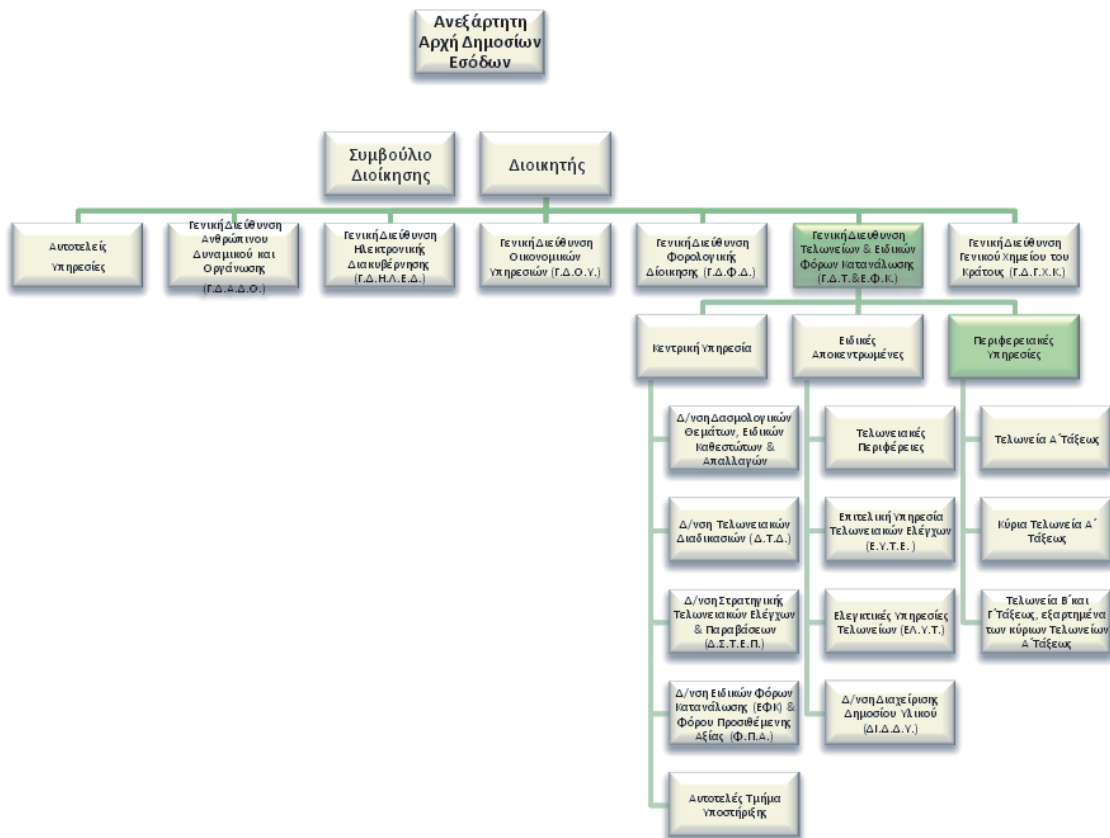 Ανεξάρτητη
Αρχή Δημοσίων
Εσόδων
Συμβούλιο
Διοίκησης
Διοικητής
Αυτοτελείς
Υπηρεσίες
Γενική Διεύθυνση
Ανθρώπινου
Δυναμικού και
Οργάνωσης
(Γ.Δ.Α.Δ.Ο.)
Γενική Διεύθυνση
Ηλεκτρονικής
Διακυβέρνησης
(Γ.Δ.Η.Λ.Ε.Δ.)
Γενική Διεύθυνση
Οικονομικών
Υπηρεσιών (Γ.Δ.Ο.Υ.)
Γενική Διεύθυνση
Φορολογικής
Δίοικησης (Γ.Δ.Φ.Δ.)
Γενική Διευθυνση
Τελωνείων & Ειδικών
Φόρων Κατανάλωσης
(Γ.Δ.Τ.&Ε.Φ.Κ.)
Γενική Διεύθυνση
Γενικού Χημείου του
Κράτους (Γ.Δ.Γ.Χ.Κ.)
Κεντρική Υπηρεσία
Ειδικές
Αποκεντρωμένες
Περιφερειακές
Υπηρεσίες
Δ/νση Δασμολογικών
Θεμάτων, Ειδικών
Καθεστώτων &
Απαλλαγών
Δ/νση Τελωνειακών
Διαδικασιών (Δ.Τ.Δ.)
Δ/νση Στρατηγικής
Τελωνειακών Ελέγχων
& Παραβάσεων
(Δ.Σ.Τ.Ε.Π.)
Δ/νση Ειδικών Φόρων
Κατανάλωσης (ΕΦΚ) &
Φόρου Προσιθέμενης
Αξίας (Φ.Π.Α.)
Αυτοτελές Τμήμα
Υποστήριξης
Τελωνειακές
Περιφέρειες
Επιτελική Υπηρεσία
Τελωνειακών Ελέγχων
(Ε.Υ.Τ.Ε.)
Ελεγκτικές Υπηρεσίες
Τελωνείων (ΕΛ.Υ.Τ.)
Δ/νση Διαχείρισης
Δημοσίου Υλικού
(ΔΙ.Δ.Δ.Υ.)
Τελωνεία Α΄Τάξεως
Κύρια Τελωνεία Α΄
Τάξεως
Τελωνεία Β΄και
Γ΄Τάξεως, εξαρτημένα
των κύριων Τελωνείων
Α΄Τάξεως